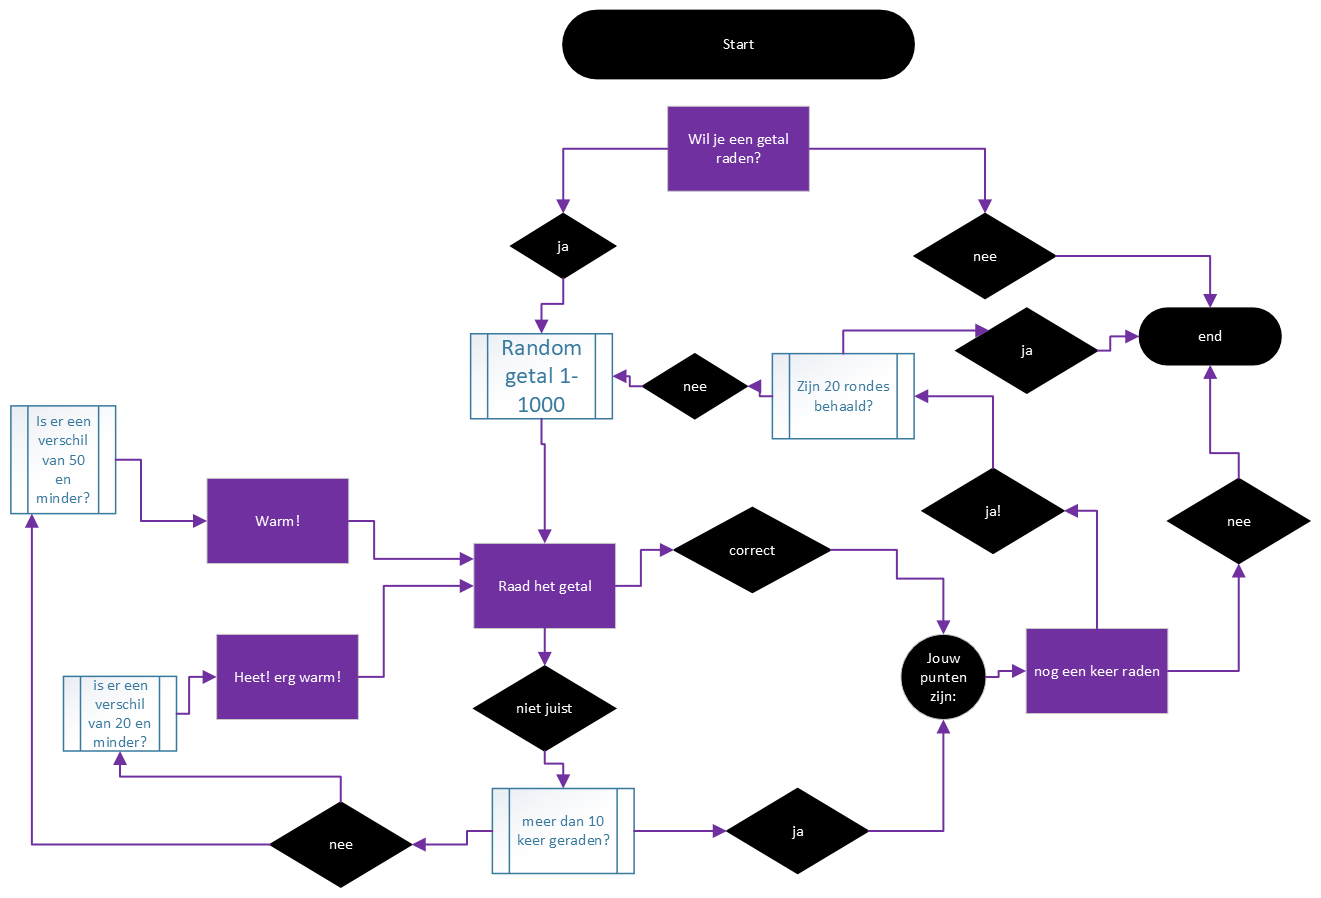 Start
Wil je een getal
raden?
ja
nee
end
Random
getal 1-
1000
nee
Zijn 20 rondes
behaald?
ja
Is er een
verschil
van 50
en
minder?
Warm!
Raad het getal
correct
ja!
nee
Heet! erg warm!
is er een
verschil
van 20 en
minder?
niet juist
Jouw
punten
zijn:
nog een keer raden
nee
meer dan 10
keer geraden?
ja